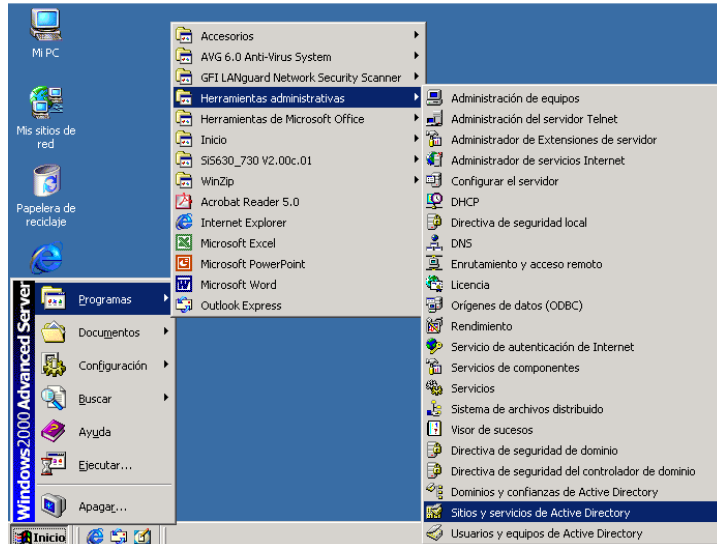 Mi PC
Mis sitios de
red
Papelera de
reciclaje
Accesorios
AVG 6.0 Anti-Virus System
GFI LANguard Network Security Scanner
Herramientas administrativas
Herramientas de Microsoft Office
Inicio
SiS630_730 V2.00c.01
WinZip
Acrobat Reader 5.0
Internet Explorer
Microsoft Excel
Microsoft PowerPoint
Microsoft Word
Outlook Express
Administración de equipos
Administración del servidor Telnet
Administrador de Extensiones de servidor
Administrador de servicios Internet
Configurar el servidor
DHCP
Directiva de seguridad local
DNS
Enrutamiento y acceso remoto
Licencia
Orígenes de datos (ODBC)
Rendimiento
Servicio de autenticación de Internet
Servicios de componentes
Servicios
Sistema de archivos distribuido
Visor de sucesos
Directiva de seguridad de dominio
Directiva de seguridad del controlador de dominio
Dominios y confianzas de Active Directory
Sitios y servicios de Active Directory
Usuarios y equipos de Active Directory
Windows2000 Advanced Server
Programas
Documentos
Configuración
Buscar
Ayuda
Ejecutar...
Apagar...
Inicio